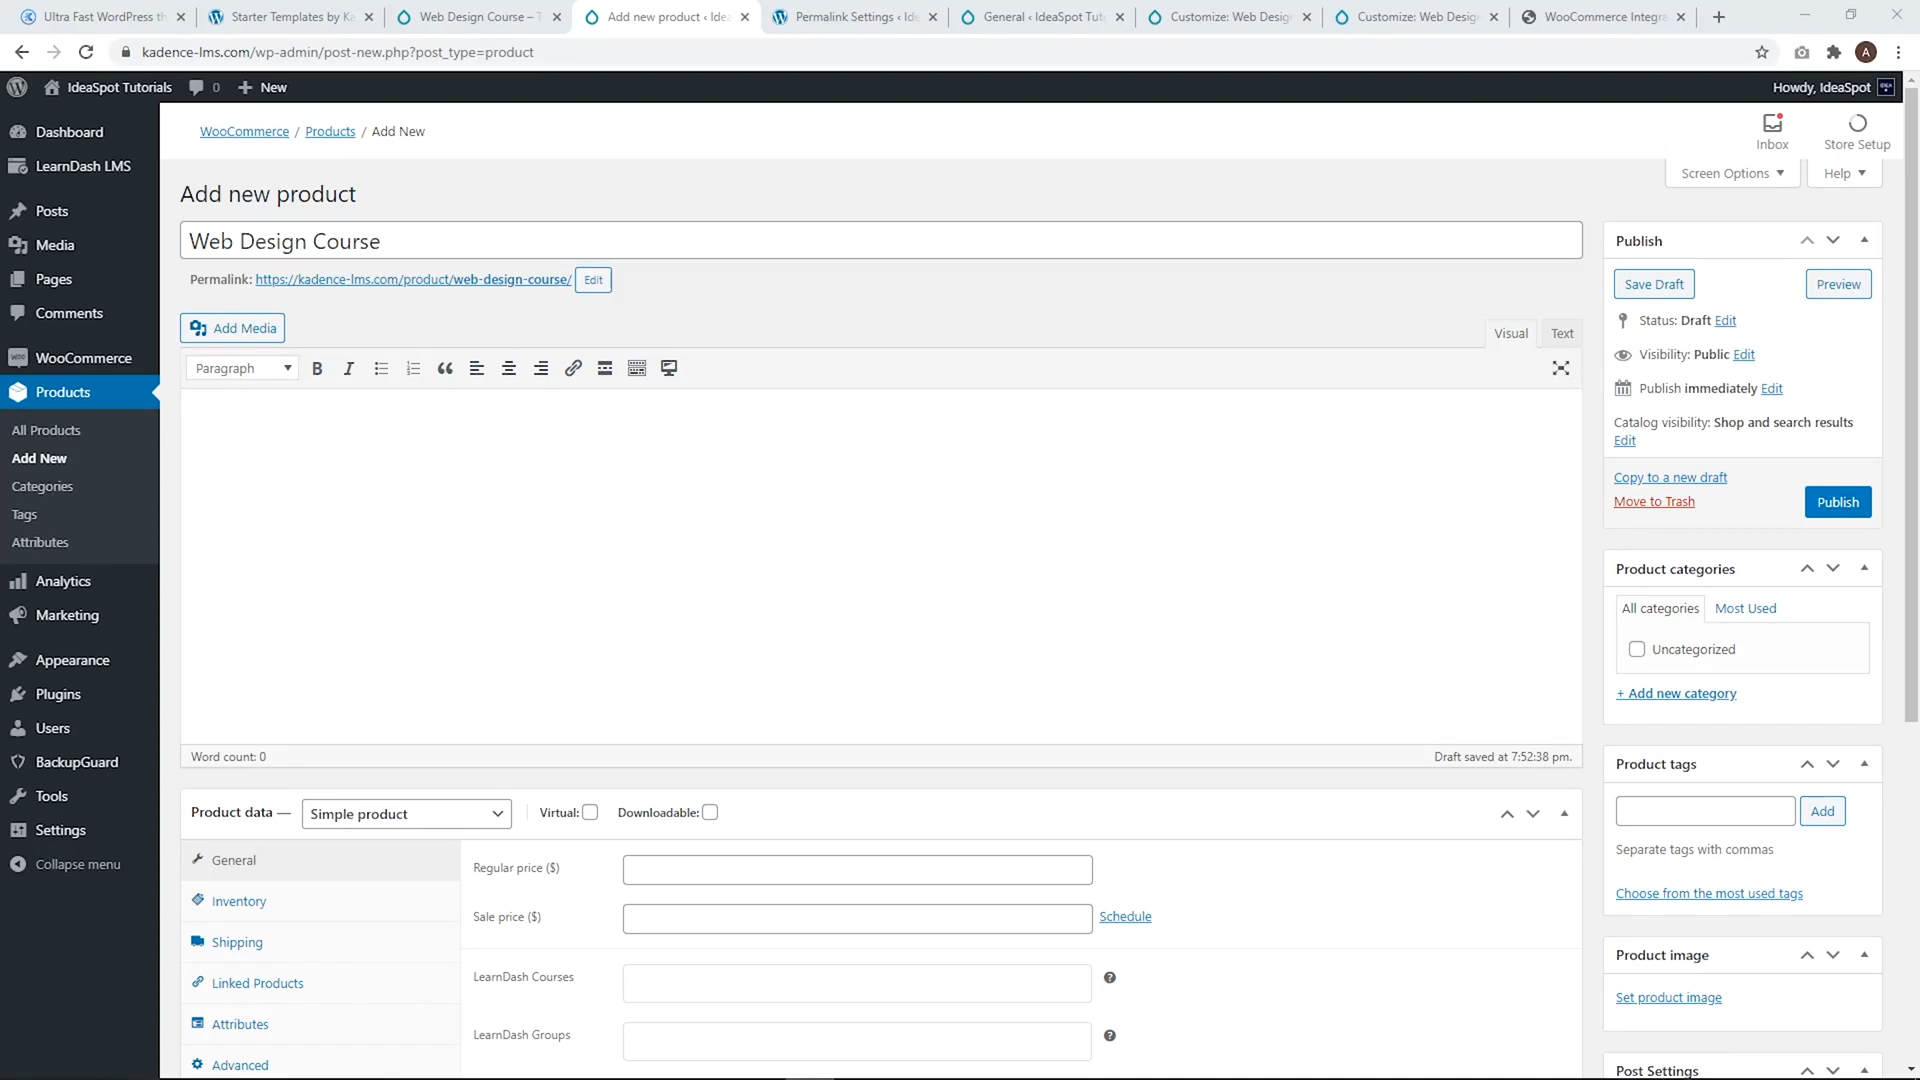 Ultra Fast WordPress th
Starter Templates by Ka
Web Design Course – T
Add new product ‹ Idea
Permalink Settings ‹ Ide
General ‹ IdeaSpot Tuto
Customize: Web Desig
Customize: Web Desig
WooCommerce Integra
kadence-lms.com/wp-admin/post-new.php?post_type=product
A
IdeaSpot Tutorials
0
New
Howdy, IdeaSpot
Dashboard
LearnDash LMS
Posts
Media
Pages
Comments
WooCommerce
Products
All Products
Add New
Categories
Tags
Attributes
Analytics
Marketing
Appearance
Plugins
Users
BackupGuard
Tools
Settings
Collapse menu
WooCommerce / Products / Add New
Inbox
Store Setup
Screen Options
Help
Add new product
Web Design Course
Permalink: https://kadence-lms.com/product/web-design-course/ Edit
Add Media
Visual
Text
Paragraph
Word count: 0
Draft saved at 7:52:38 pm.
Product data —
Simple product
Virtual:
Downloadable:
General
Inventory
Shipping
Linked Products
Attributes
Advanced
Regular price ($)
Sale price ($)
Schedule
LearnDash Courses
LearnDash Groups
Publish
Save Draft
Preview
Status: Draft Edit
Visibility: Public Edit
Publish immediately Edit
Catalog visibility: Shop and search results
Edit
Copy to a new draft
Move to Trash
Publish
Product categories
All categories
Most Used
Uncategorized
+ Add new category
Product tags
Add
Separate tags with commas
Choose from the most used tags
Product image
Set product image
Post Settings